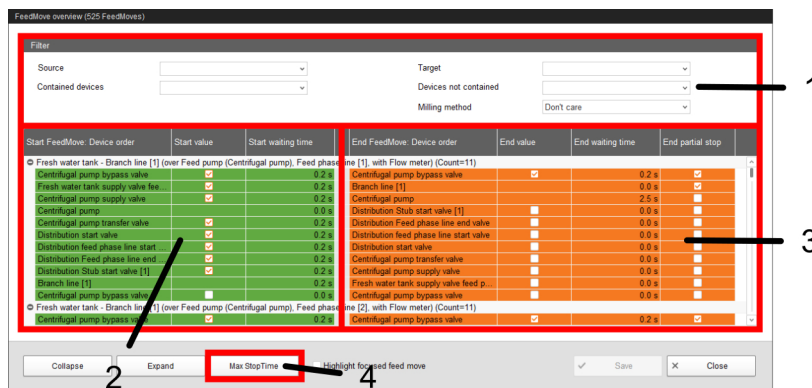 FeedMove overview (525 FeedMoves)
Filter
Source Target
Contained devices Devices not contained
Milling method Don't care
1
Start FeedMove: Device order Start value Start waiting time End FeedMove: Device order End value End waiting time End partial stop
Fresh water tank - Branch line [1] (over Feed pump (Centrifugal pump), Feed phase line [1], with Flow meter) (Count=11)
Centrifugal pump bypass valve 0.2 s Centrifugal pump bypass valve 0.2 s
Fresh water tank supply valve fee... 0.2 s Branch line [1] 0.0 s
Centrifugal pump supply valve 0.2 s Centrifugal pump 2.5 s
Centrifugal pump 0.0 s Distribution Stub start valve [1] 0.0 s
Centrifugal pump transfer valve 0.2 s Distribution Feed phase line end valve 0.0 s
Distribution start valve 0.2 s Distribution feed phase line start valve 0.0 s
Distribution feed phase line start ... 0.2 s Distribution start valve 0.0 s
Distribution Feed phase line end ... 0.2 s Centrifugal pump transfer valve 0.0 s
Distribution Stub start valve [1] 0.2 s Centrifugal pump supply valve 0.0 s
Branch line [1] 0.2 s Fresh water tank supply valve feed p... 0.0 s
Centrifugal pump bypass valve 0.0 s Centrifugal pump bypass valve 0.0 s
3
Fresh water tank - Branch line [1] (over Feed pump (Centrifugal pump), Feed phase line [2], with Flow meter) (Count=11)
Centrifugal pump bypass valve 0.2 s Centrifugal pump bypass valve 0.2 s
Collapse Expand Max StopTime Highlight focused feed move Save Close
2 4